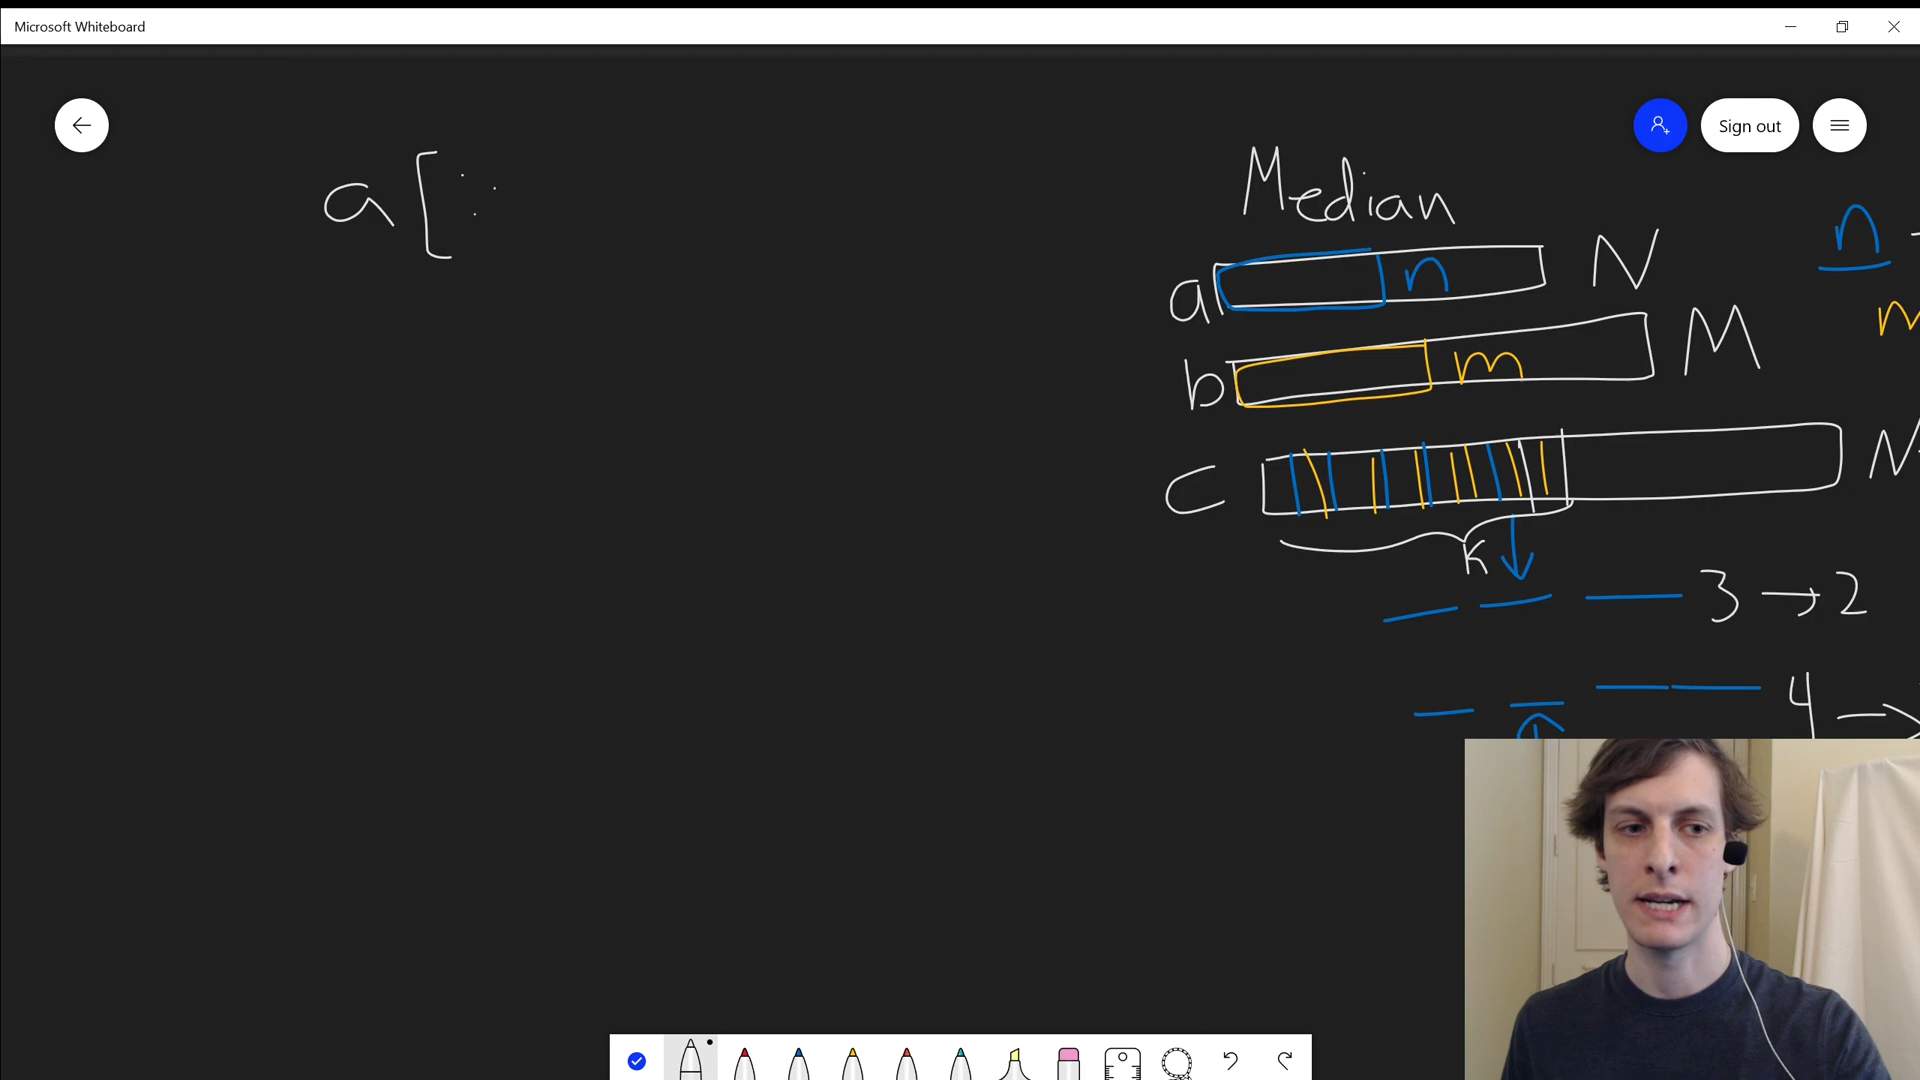 Microsoft Whiteboard
Sign out
a [
Median
n
a n N
m
b m M
c N
K
3 → 2
4 →